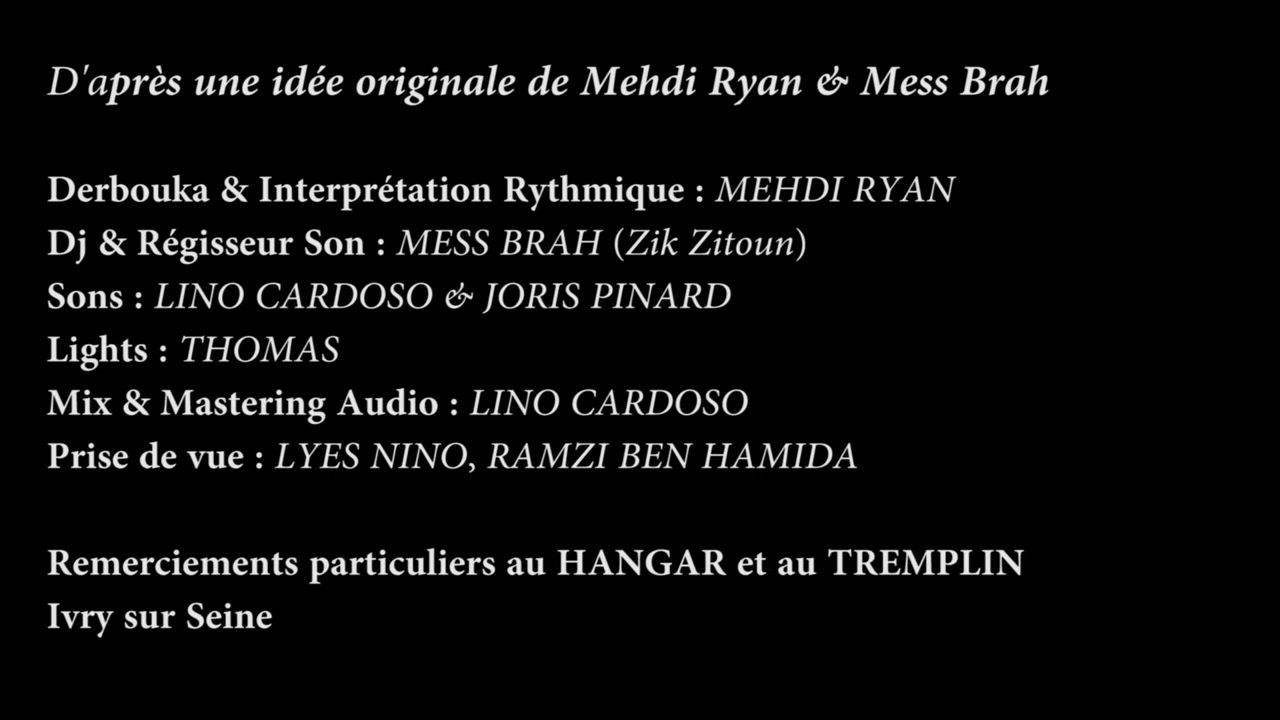 D'après une idée originale de Mehdi Ryan & Mess Brah
Derbouka & Interprétation Rythmique : MEHDI RYAN
Dj & Régisseur Son : MESS BRAH (Zik Zitoun)
Sons : LINO CARDOSO & JORIS PINARD
Lights : THOMAS
Mix & Mastering Audio : LINO CARDOSO
Prise de vue : LYES NINO, RAMZI BEN HAMIDA
Remerciements particuliers au HANGAR et au TREMPLIN
Ivry sur Seine